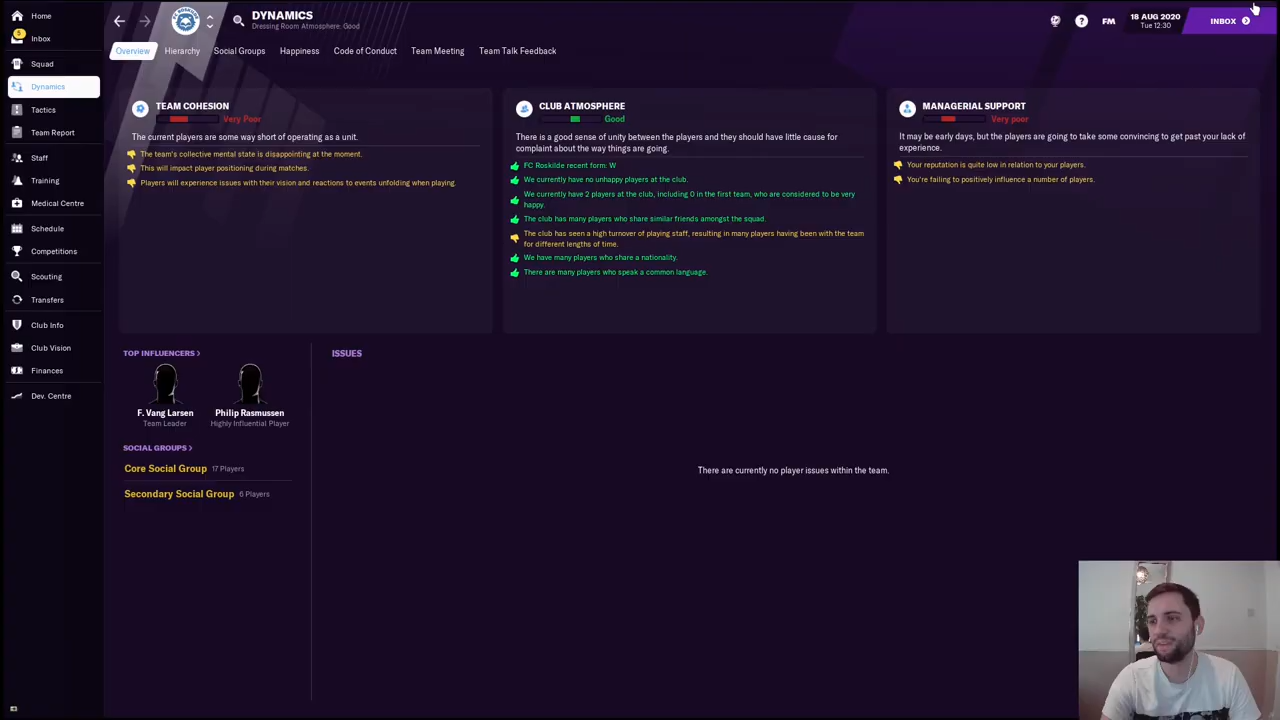 Home
Inbox
5
Squad
Dynamics
Tactics
Team Report
Staff
Training
Medical Centre
Schedule
Competitions
Scouting
Transfers
Club Info
Club Vision
Finances
Dev. Centre
DYNAMICS
Dressing Room Atmosphere: Good
FM
18 AUG 2020
Tue 12:30
INBOX
Overview
Hierarchy
Social Groups
Happiness
Code of Conduct
Team Meeting
Team Talk Feedback
TEAM COHESION
Very Poor
The current players are some way short of operating as a unit.
The team's collective mental state is disappointing at the moment.
This will impact player positioning during matches.
Players will experience issues with their vision and reactions to events unfolding when playing.
CLUB ATMOSPHERE
Good
There is a good sense of unity between the players and they should have little cause for
complaint about the way things are going.
FC Roskilde recent form: W
We currently have no unhappy players at the club.
We currently have 2 players at the club, including 0 in the first team, who are considered to be very
happy.
The club has many players who share similar friends amongst the squad.
The club has seen a high turnover of playing staff, resulting in many players having been with the team
for different lengths of time.
We have many players who share a nationality.
There are many players who speak a common language.
MANAGERIAL SUPPORT
Very poor
It may be early days, but the players are going to take some convincing to get past your lack of
experience.
Your reputation is quite low in relation to your players.
You're failing to positively influence a number of players.
TOP INFLUENCERS >
F. Vang Larsen
Team Leader
Philip Rasmussen
Highly Influential Player
SOCIAL GROUPS >
Core Social Group 17 Players
Secondary Social Group 6 Players
ISSUES
There are currently no player issues within the team.